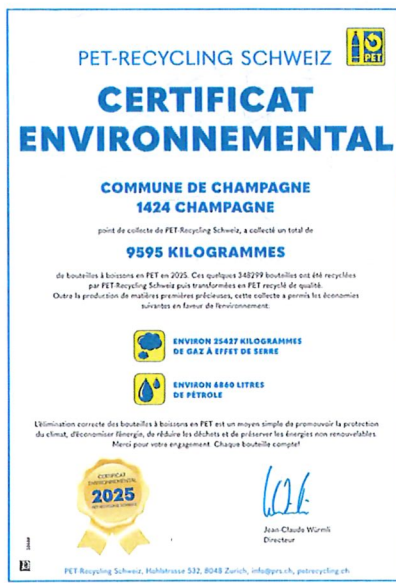 PET-RECYCLING SCHWEIZ
PET
CERTIFICAT
ENVIRONNEMENTAL
COMMUNE DE CHAMPAGNE
1424 CHAMPAGNE
point de collecte de PET-Recycling Schweiz, a collecté un total de
9595 KILOGRAMMES
de bouteilles à boissons en PET en 2025. Ces quelques 348299 bouteilles ont été recyclées
par PET-Recycling Schweiz puis transformées en PET recyclé de qualité.
Outre la production de matières premières précieuses, cette collecte a permis les économies
suivantes en faveur de l'environnement:
ENVIRON 25427 KILOGRAMMES
DE GAZ À EFFET DE SERRE
ENVIRON 6860 LITRES
DE PÉTROLE
L'élimination correcte des bouteilles à boissons en PET est un moyen simple de promouvoir la protection
du climat, d'économiser l'énergie, de réduire les déchets et de préserver les énergies non renouvelables.
Merci pour votre engagement. Chaque bouteille compte!
CERTIFICAT
ENVIRONNEMENTAL
2025
PET-RECYCLING SCHWEIZ
Jean-Claude Würmli
Directeur
PET-Recycling Schweiz, Hohlstrasse 532, 8048 Zurich, info@prs.ch, petrecycling.ch